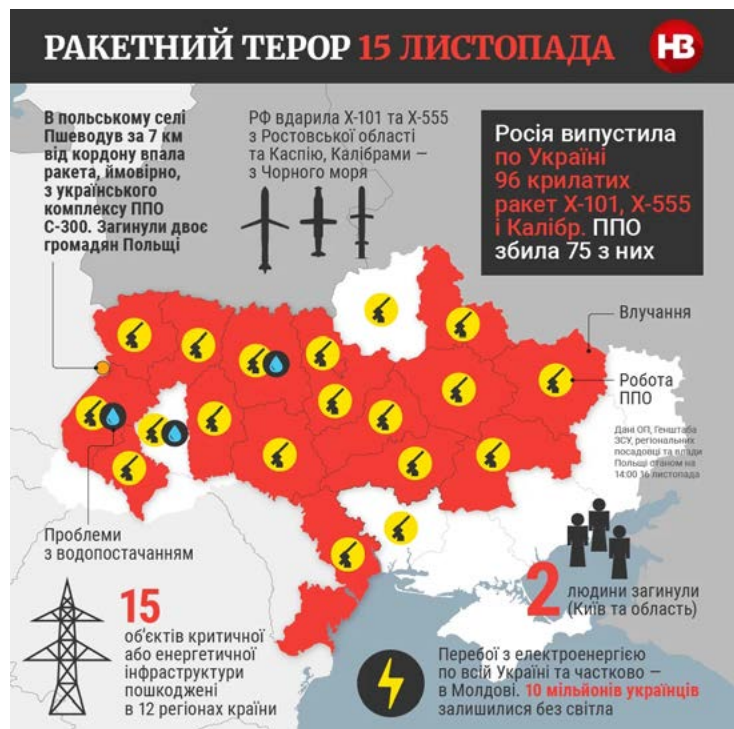 РАКЕТНИЙ ТЕРОР 15 ЛИСТОПАДА
НВ
В польському селі
Пшеводув за 7 км
від кордону впала
ракета, ймовірно,
з українського
комплексу ППО
С-300. Загинули двоє
громадян Польщі
РФ вдарила Х-101 та Х-555
з Ростовської області
та Каспію, Калібрами —
з Чорного моря
Росія випустила
по Україні
96 крилатих
ракет Х-101, Х-555
і Калібр. ППО
збила 75 з них
Влучання
Робота
ППО
Дані ОП, Генштаба
ЗСУ, регіональних
посадовці та влади
Польщі станом на
14:00 16 листопада
Проблеми
з водопостачанням
15
об'єктів критичної
або енергетичної
інфраструктури
пошкоджені
в 12 регіонах країни
2
людини загинули
(Київ та область)
Перебої з електроенергією
по всій Україні та частково —
в Молдові. 10 мільйонів українців
залишилися без світла